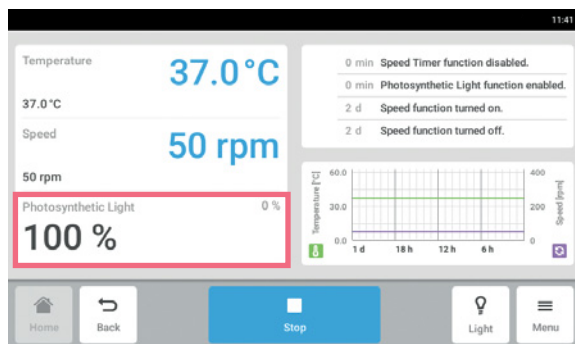 11:41
Temperature
37.0°C
37.0°C
Speed
50 rpm
50 rpm
Photosynthetic Light 0 %
100 %
0 min Speed Timer function disabled.
0 min Photosynthetic Light function enabled.
2 d Speed function turned on.
2 d Speed function turned off.
Temperature [°C]
60.0
30.0
0.0
1 d 18 h 12 h 6 h
400
200
0
Speed [rpm]
Home
Back
Stop
Light
Menu